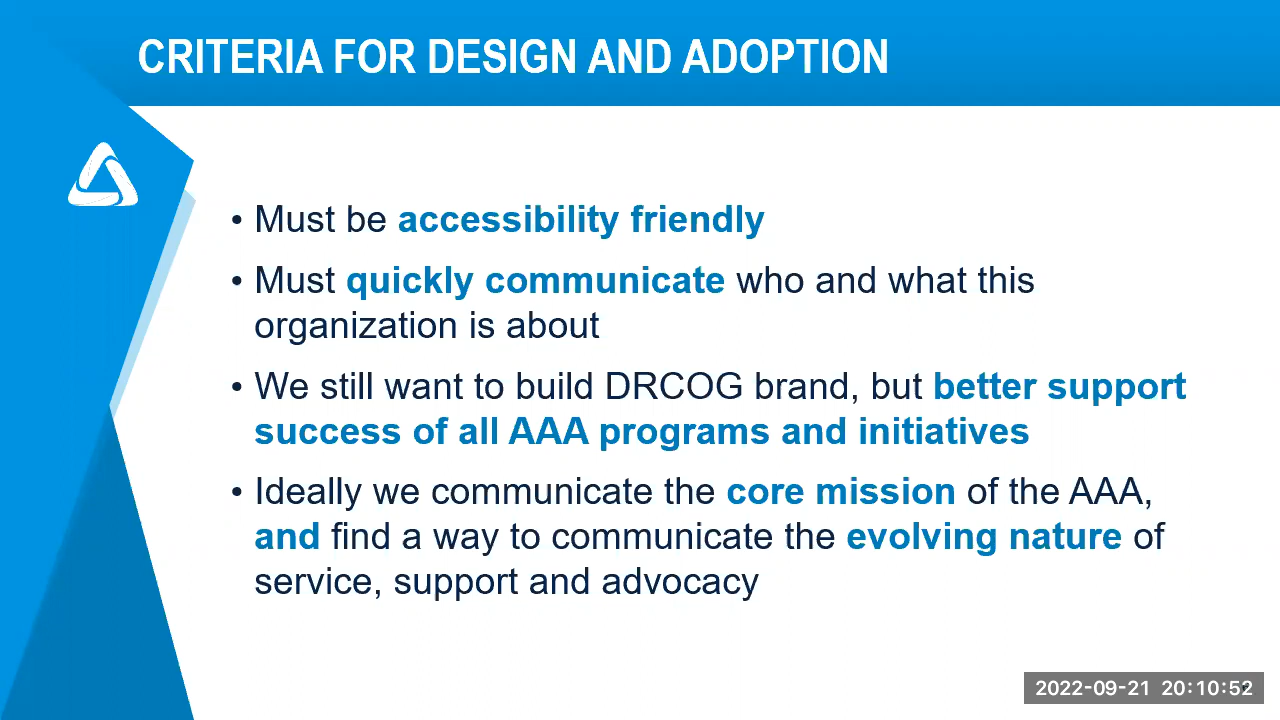 CRITERIA FOR DESIGN AND ADOPTION
• Must be accessibility friendly
• Must quickly communicate who and what this
organization is about
• We still want to build DRCOG brand, but better support
success of all AAA programs and initiatives
• Ideally we communicate the core mission of the AAA,
and find a way to communicate the evolving nature of
service, support and advocacy
2022-09-21 20:10:52